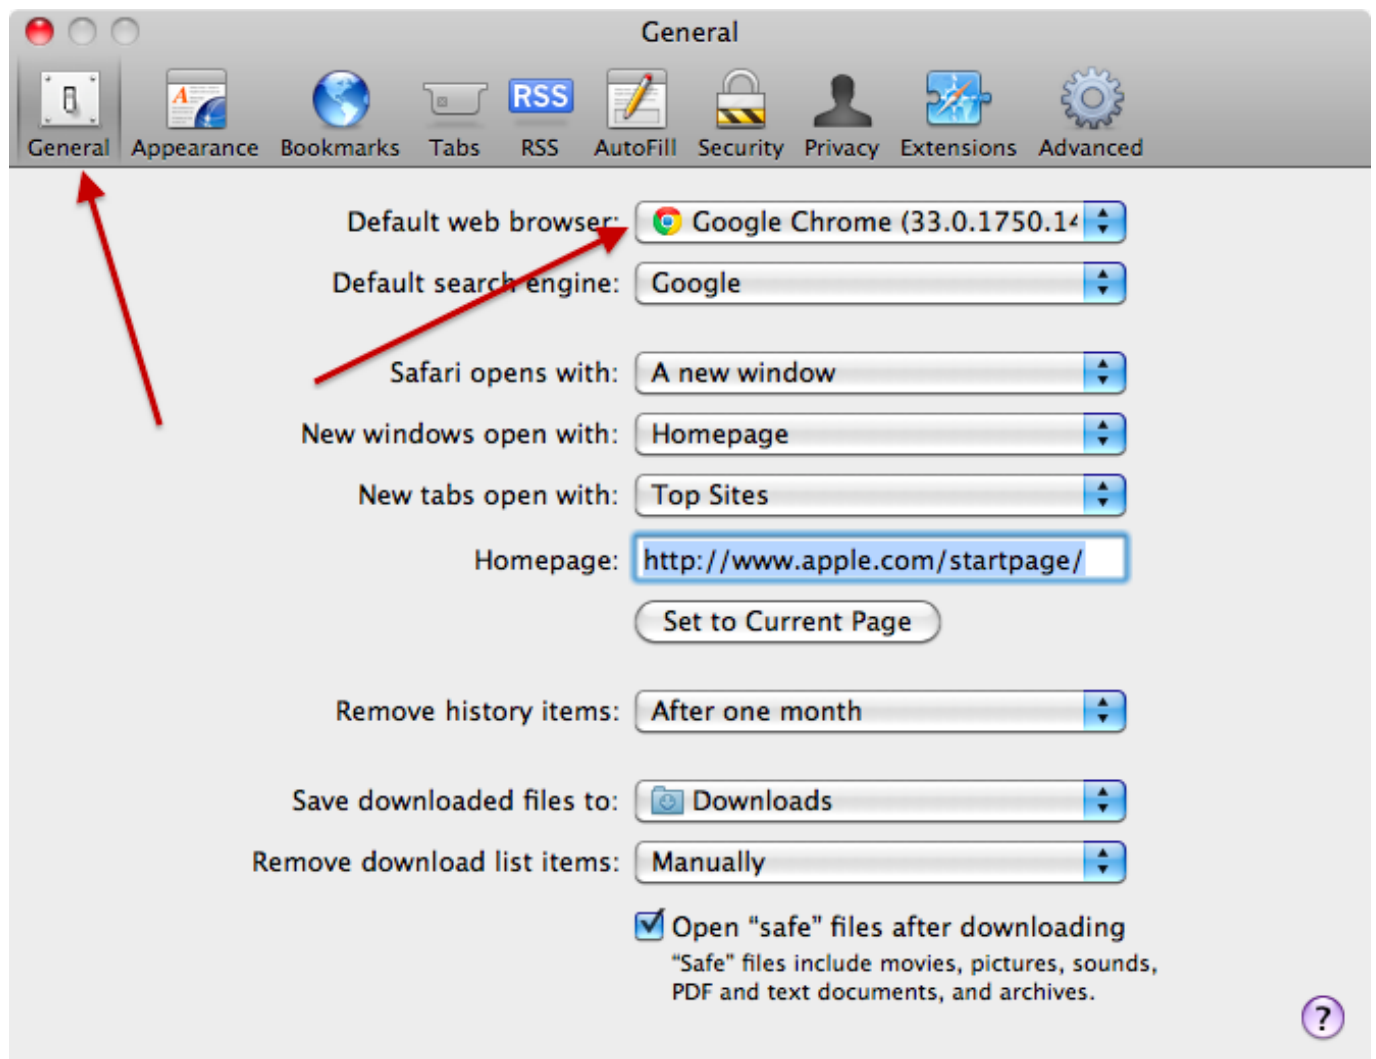 General
General Appearance Bookmarks Tabs RSS RSS AutoFill Security Privacy Extensions Advanced
Default web browser: Google Chrome (33.0.1750.14
Default search engine: Google
Safari opens with: A new window
New windows open with: Homepage
New tabs open with: Top Sites
Homepage: http://www.apple.com/startpage/
Set to Current Page
Remove history items: After one month
Save downloaded files to: Downloads
Remove download list items: Manually
Open “safe” files after downloading
“Safe” files include movies, pictures, sounds,
PDF and text documents, and archives.
?